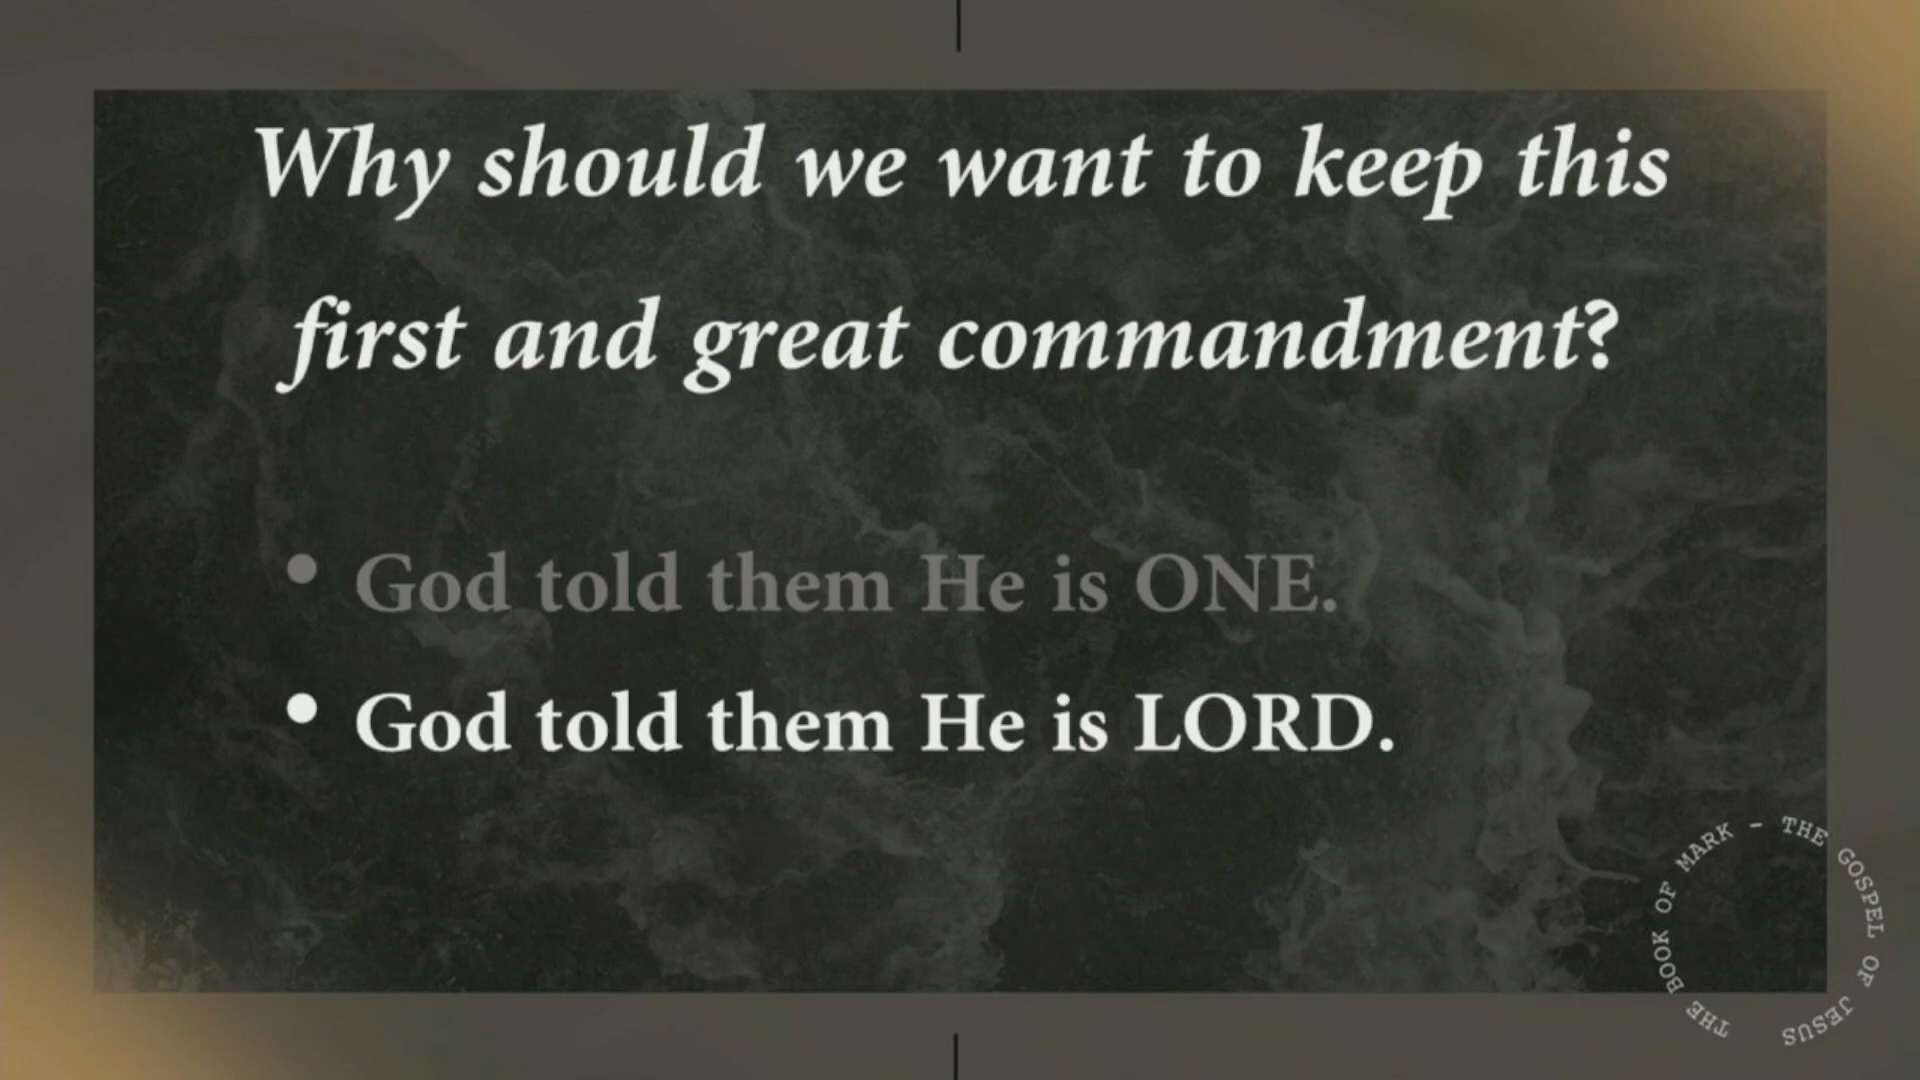 Why should we want to keep this
first and great commandment?
• God told them He is ONE.
• God told them He is LORD.
THE BOOK OF MARK – THE GOSPEL OF JESUS